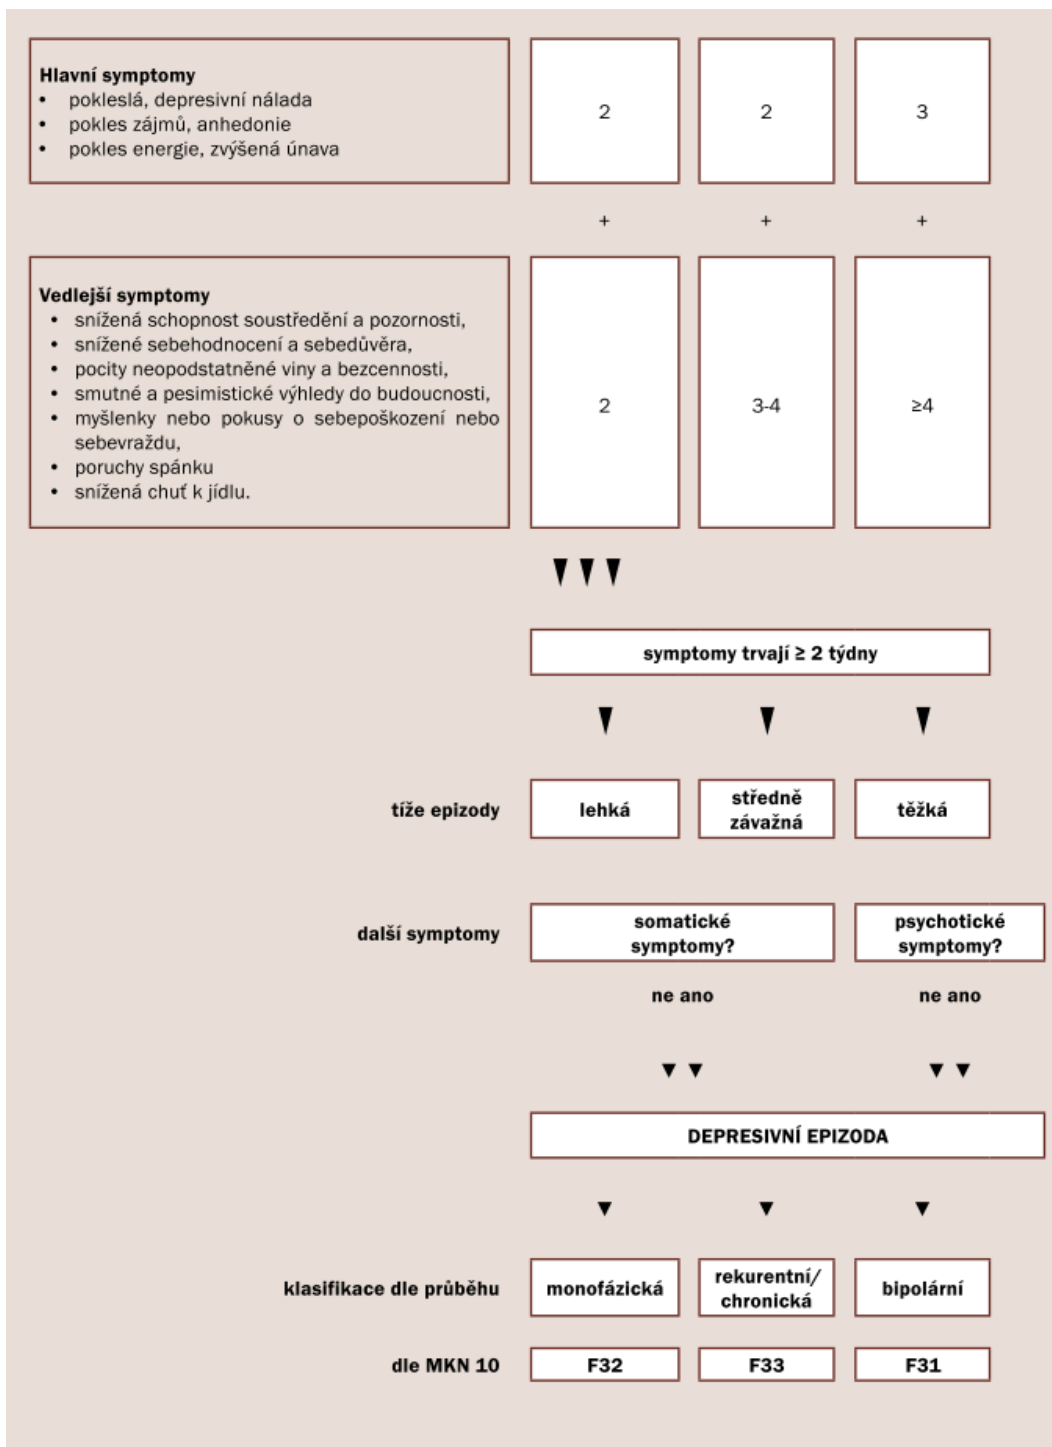 Hlavní symptomy
• pokleslá, depresivní nálada
• pokles zájmů, anhedonie
• pokles energie, zvýšená únava
2 2 3
+ + +
Vedlejší symptomy
• snížená schopnost soustředění a pozornosti,
• snížené sebehodnocení a sebedůvěra,
• pocity neopodstatněné viny a bezcennosti,
• smutné a pesimistické výhledy do budoucnosti,
• myšlenky nebo pokusy o sebepoškození nebo
sebevraždu,
• poruchy spánku
• snížená chuť k jídlu.
2 3-4 ≥4
symptomy trvají ≥ 2 týdny
tíže epizody
lehká
středně
závažná
těžká
další symptomy
somatické
symptomy?
psychotické
symptomy?
ne ano
ne ano
DEPRESIVNÍ EPIZODA
klasifikace dle průběhu
monofázická
rekurentní/
chronická
bipolární
dle MKN 10
F32
F33
F31